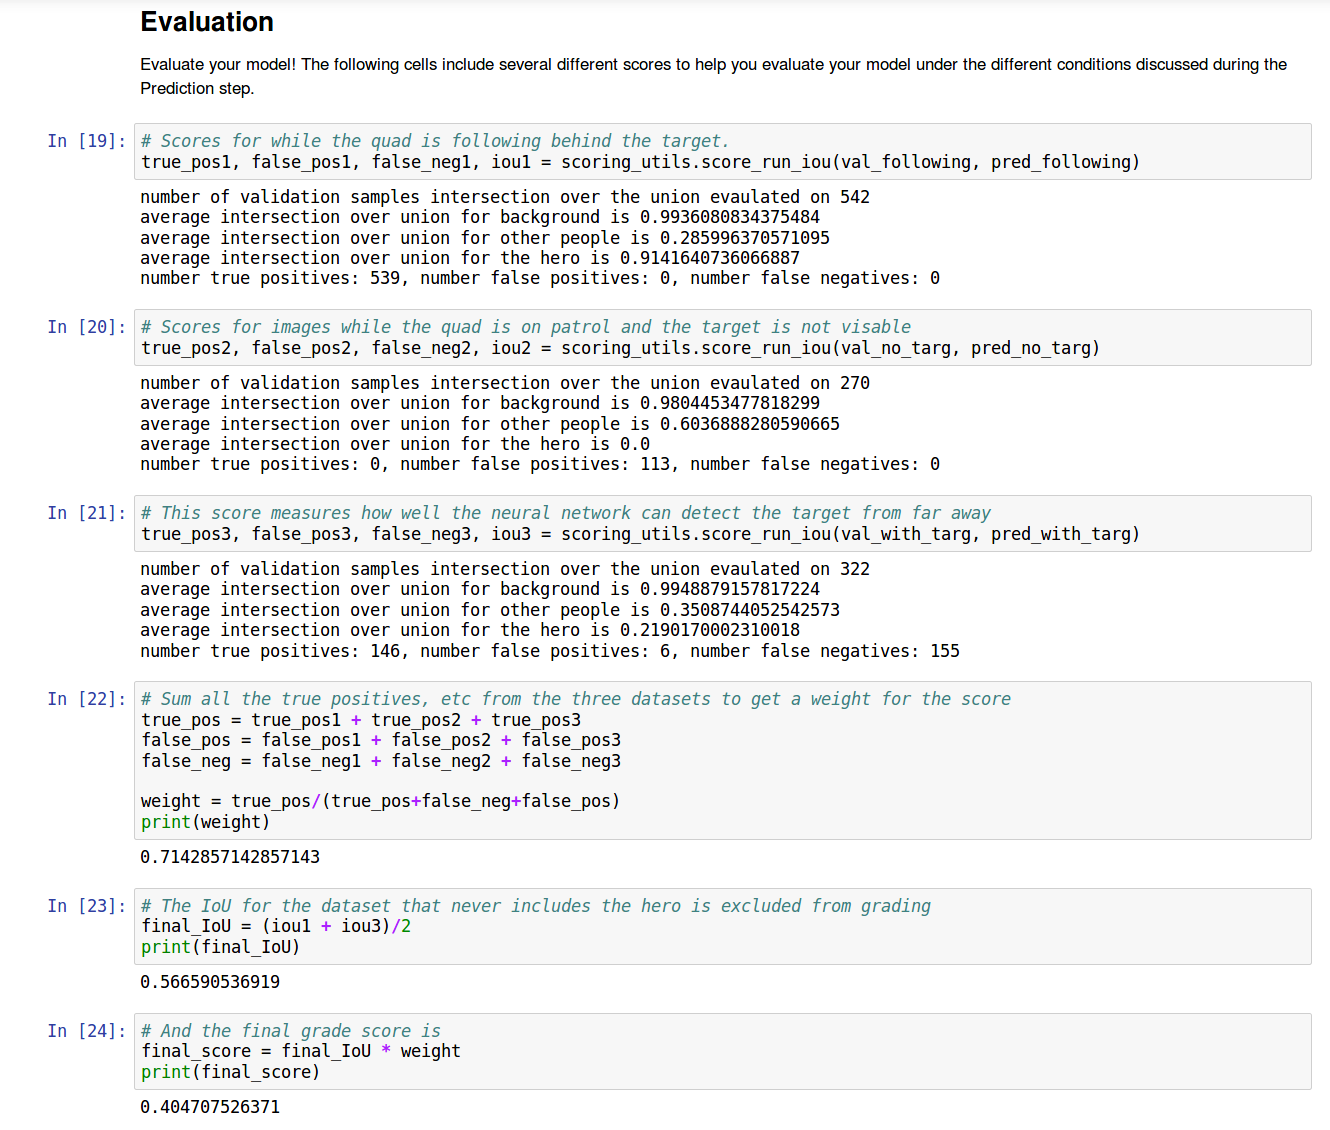 Evaluation
Evaluate your model! The following cells include several different scores to help you evaluate your model under the different conditions discussed during the
Prediction step.
In [19]: # Scores for while the quad is following behind the target.
true_pos1, false_pos1, false_neg1, iou1 = scoring_utils.score_run_iou(val_following, pred_following)
number of validation samples intersection over the union evaulated on 542
average intersection over union for background is 0.9936080834375484
average intersection over union for other people is 0.285996370571095
average intersection over union for the hero is 0.9141640736066887
number true positives: 539, number false positives: 0, number false negatives: 0
In [20]: # Scores for images while the quad is on patrol and the target is not visable
true_pos2, false_pos2, false_neg2, iou2 = scoring_utils.score_run_iou(val_no_targ, pred_no_targ)
number of validation samples intersection over the union evaulated on 270
average intersection over union for background is 0.9804453477818299
average intersection over union for other people is 0.6036888280590665
average intersection over union for the hero is 0.0
number true positives: 0, number false positives: 113, number false negatives: 0
In [21]: # This score measures how well the neural network can detect the target from far away
true_pos3, false_pos3, false_neg3, iou3 = scoring_utils.score_run_iou(val_with_targ, pred_with_targ)
number of validation samples intersection over the union evaulated on 322
average intersection over union for background is 0.9948879157817224
average intersection over union for other people is 0.3508744052542573
average intersection over union for the hero is 0.2190170002310018
number true positives: 146, number false positives: 6, number false negatives: 155
In [22]: # Sum all the true positives, etc from the three datasets to get a weight for the score
true_pos = true_pos1 + true_pos2 + true_pos3
false_pos = false_pos1 + false_pos2 + false_pos3
false_neg = false_neg1 + false_neg2 + false_neg3
weight = true_pos/(true_pos+false_neg+false_pos)
print(weight)
0.7142857142857143
In [23]: # The IoU for the dataset that never includes the hero is excluded from grading
final_IoU = (iou1 + iou3)/2
print(final_IoU)
0.566590536919
In [24]: # And the final grade score is
final_score = final_IoU * weight
print(final_score)
0.404707526371